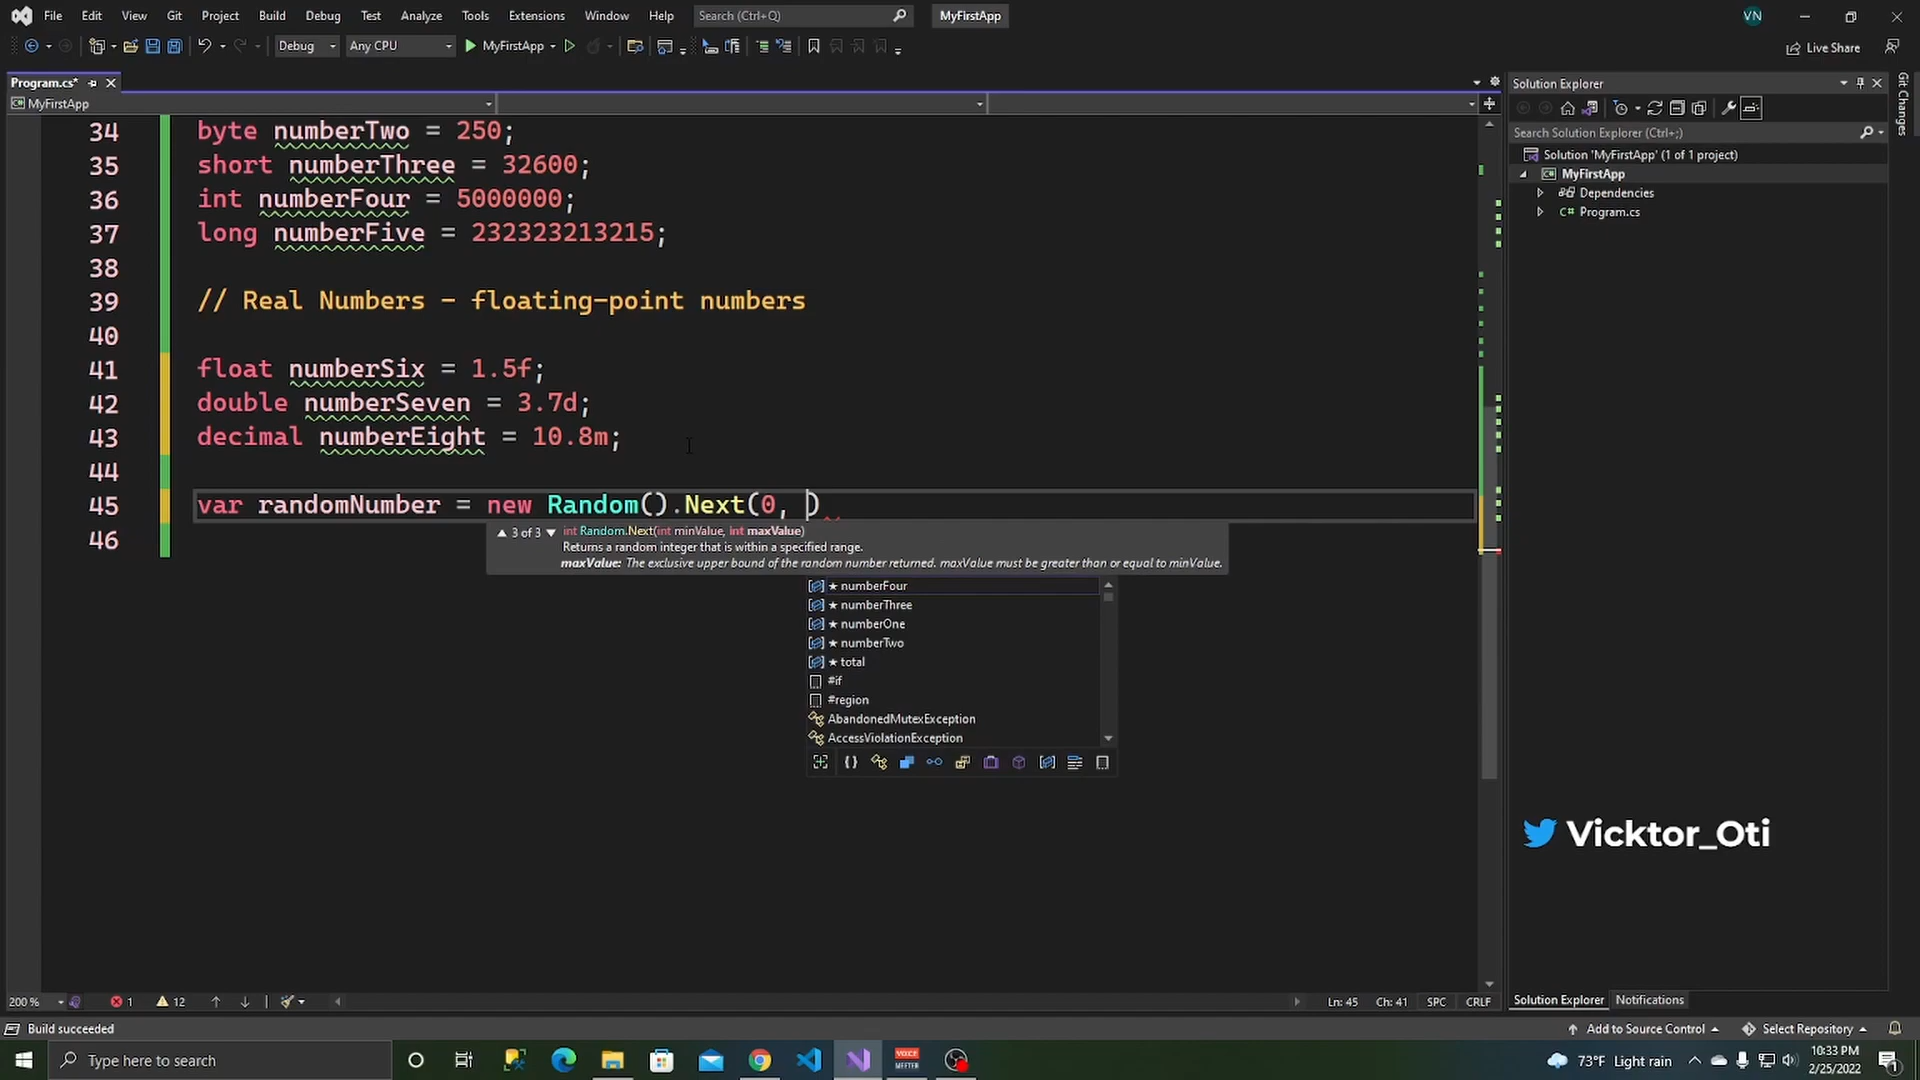 File Edit View Git Project Build Debug Test Analyze Tools Extensions Window Help Search (Ctrl+Q) MyFirstApp VN
Debug Any CPU MyFirstApp Live Share
Program.cs* Solution Explorer
MyFirstApp
Search Solution Explorer (Ctrl+;)
Solution 'MyFirstApp' (1 of 1 project)
MyFirstApp
Dependencies
C# Program.cs
Git Changes
34 byte numberTwo = 250;
35 short numberThree = 32600;
36 int numberFour = 5000000;
37 long numberFive = 232323213215;
38
39 // Real Numbers - floating-point numbers
40
41 float numberSix = 1.5f;
42 double numberSeven = 3.7d;
43 decimal numberEight = 10.8m;
44
45 var randomNumber = new Random().Next(0, )
46
▲ 3 of 3 ▼ int Random.Next(int minValue, int maxValue)
Returns a random integer that is within a specified range.
maxValue: The exclusive upper bound of the random number returned. maxValue must be greater than or equal to minValue.
★ numberFour
★ numberThree
★ numberOne
★ numberTwo
★ total
#if
#region
AbandonedMutexException
AccessViolationException
Vicktor_Oti
200 % 1 12 Ln: 45 Ch: 41 SPC CRLF
Solution Explorer Notifications
Build succeeded Add to Source Control Select Repository
Type here to search VOICE MEETER 73°F Light rain 10:33 PM
2/25/2022 1